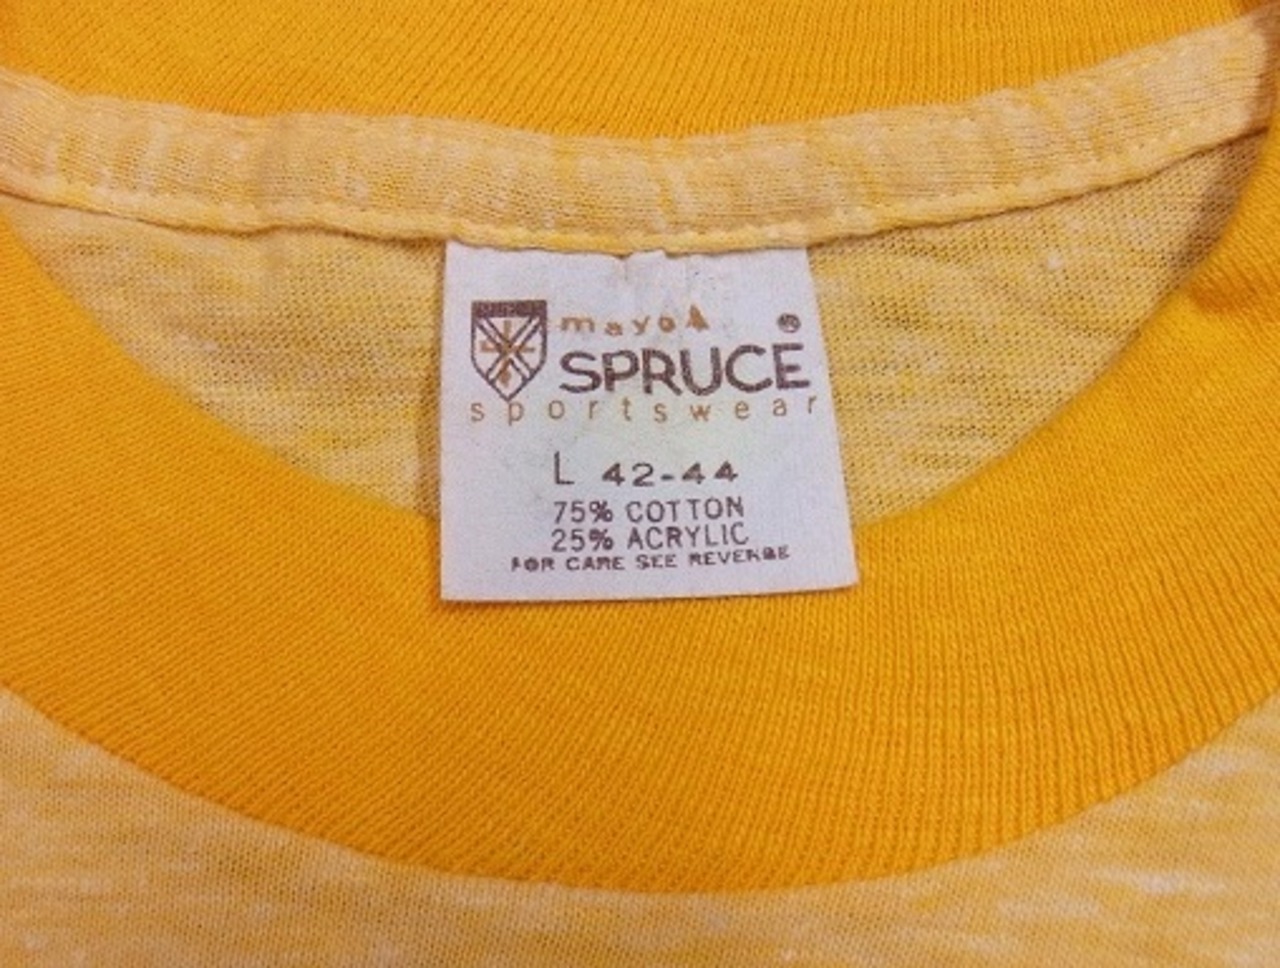 mayo
®
SPRUCE
sportswear
L 42-44
75% COTTON
25% ACRYLIC
FOR CARE SEE REVERSE